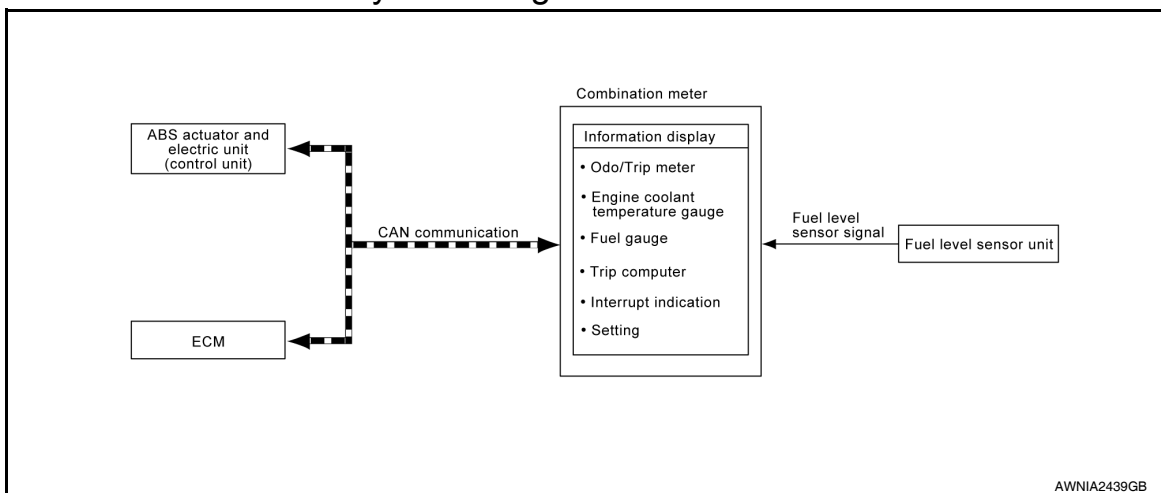 Combination meter
ABS actuator and
electric unit
(control unit)
CAN communication
ECM
Information display
• Odo/Trip meter
• Engine coolant
temperature gauge
• Fuel gauge
• Trip computer
• Interrupt indication
• Setting
Fuel level
sensor signal
Fuel level sensor unit
AWNIA2439GB